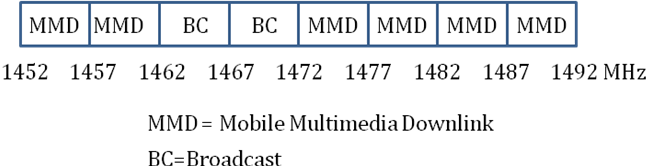 MMD MMD BC BC MMD MMD MMD MMD
1452 1457 1462 1467 1472 1477 1482 1487 1492 MHz
MMD = Mobile Multimedia Downlink
BC=Broadcast